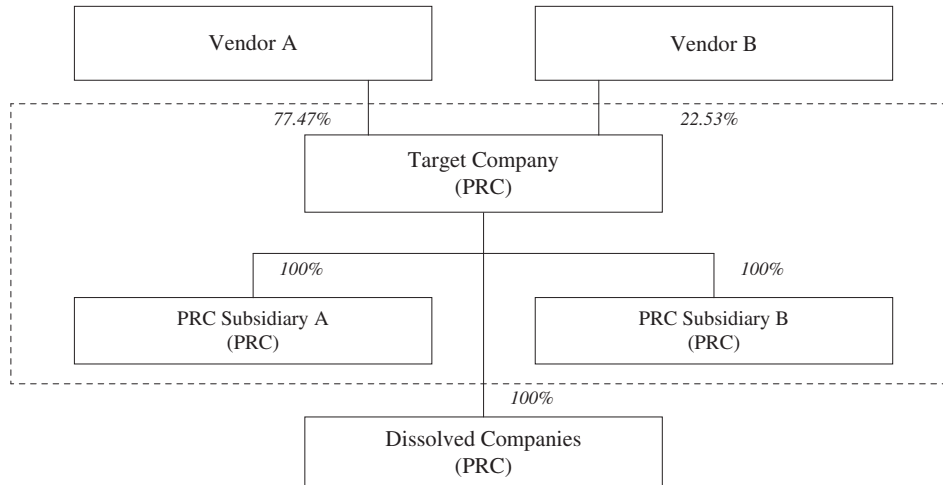 Vendor A
Vendor B
77.47%
22.53%
Target Company
(PRC)
100%
100%
PRC Subsidiary A
(PRC)
PRC Subsidiary B
(PRC)
100%
Dissolved Companies
(PRC)